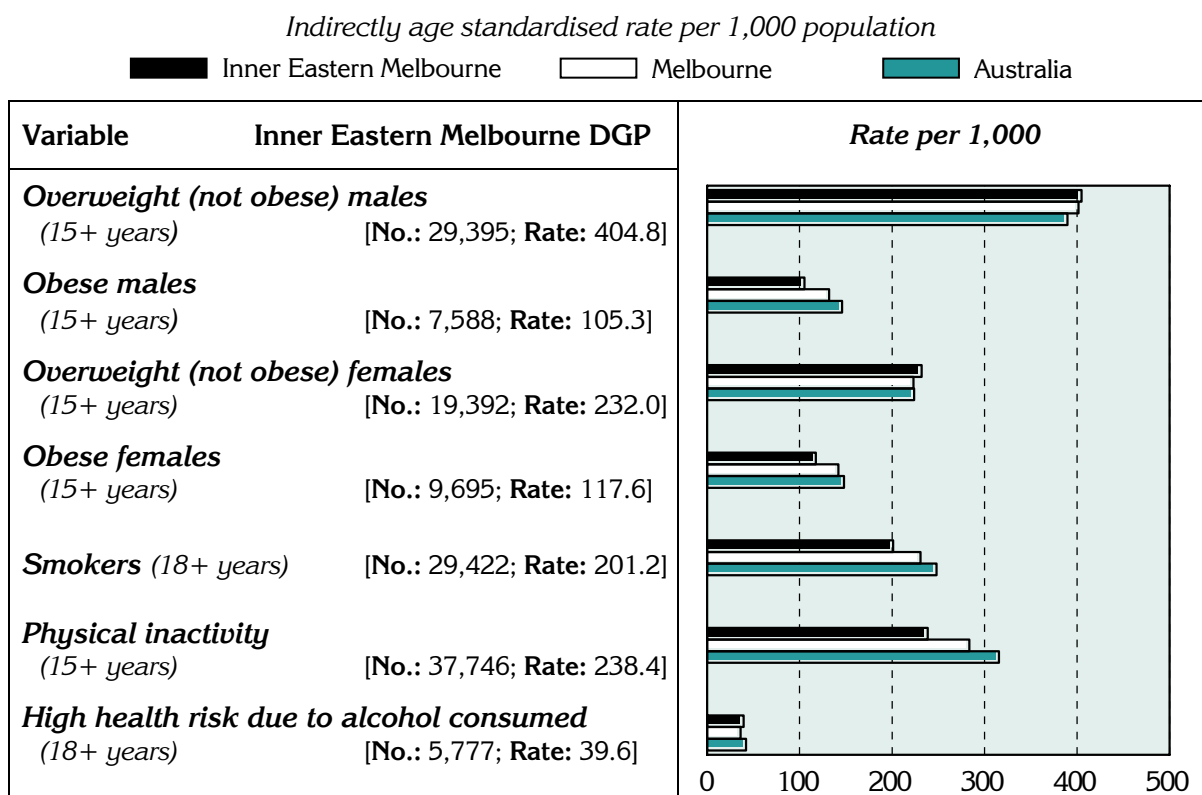 Indirectly age standardised rate per 1,000 population
Inner Eastern Melbourne Melbourne Australia
Variable Inner Eastern Melbourne DGP Rate per 1,000
Overweight (not obese) males
(15+ years) [No.: 29,395; Rate: 404.8]
Obese males
(15+ years) [No.: 7,588; Rate: 105.3]
Overweight (not obese) females
(15+ years) [No.: 19,392; Rate: 232.0]
Obese females
(15+ years) [No.: 9,695; Rate: 117.6]
Smokers (18+ years) [No.: 29,422; Rate: 201.2]
Physical inactivity
(15+ years) [No.: 37,746; Rate: 238.4]
High health risk due to alcohol consumed
(18+ years) [No.: 5,777; Rate: 39.6]
0 100 200 300 400 500